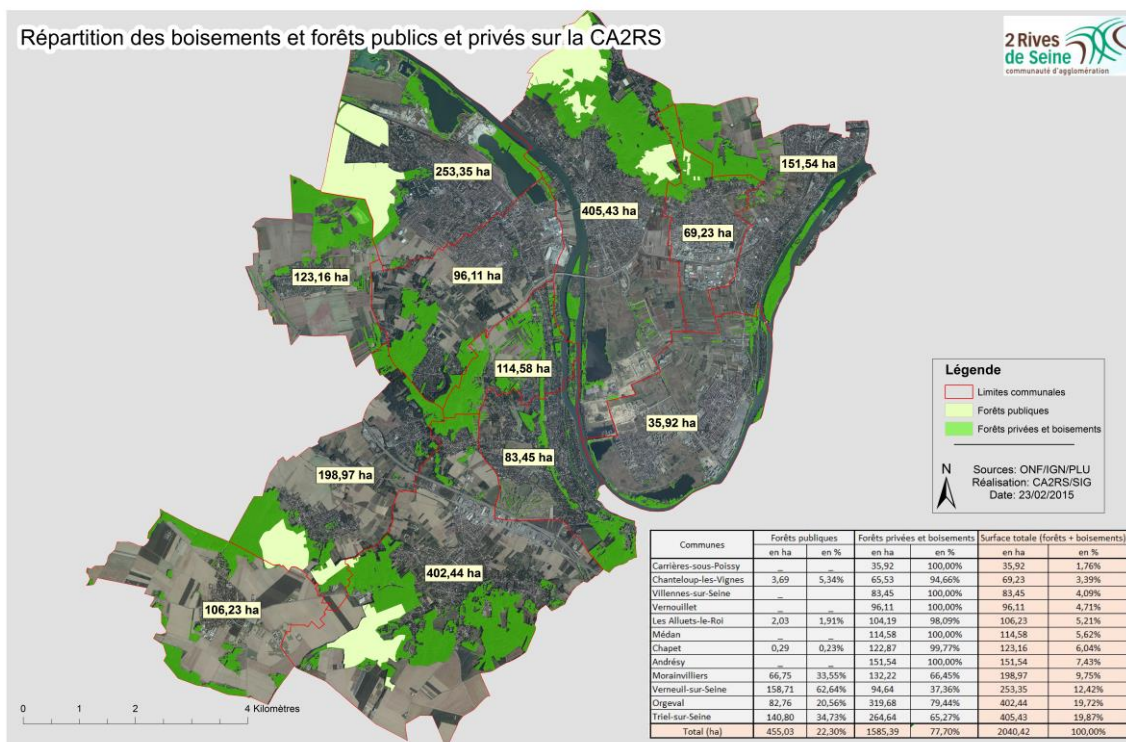 Répartition des boisements et forêts publics et privés sur la CA2RS
2 Rives
de Seine
communauté d'agglomération
151,54 ha
253,35 ha
405,43 ha
69,23 ha
123,16 ha
96,11 ha
114,58 ha
35,92 ha
83,45 ha
198,97 ha
402,44 ha
106,23 ha
Légende
Limites communales
Forêts publiques
Forêts privées et boisements
N
Sources: ONF/IGN/PLU
Réalisation: CA2RS/SIG
Date: 23/02/2015
0 1 2 4 Kilomètres
Communes Forêts publiques Forêts privées et boisements Surface totale (forêts + boisements)
en ha en % en ha en % en ha en %
Carrières-sous-Poissy _ _ 35,92 100,00% 35,92 1,76%
Chanteloup-les-Vignes 3,69 5,34% 65,53 94,66% 69,23 3,39%
Villennes-sur-Seine _ 83,45 100,00% 83,45 4,09%
Vernouillet _ _ 96,11 100,00% 96,11 4,71%
Les Alluets-le-Roi 2,03 1,91% 104,19 98,09% 106,23 5,21%
Médan _ _ 114,58 100,00% 114,58 5,62%
Chapet 0,29 0,23% 122,87 99,77% 123,16 6,04%
Andrésy _ _ 151,54 100,00% 151,54 7,43%
Morainvilliers 66,75 33,55% 132,22 66,45% 198,97 9,75%
Verneuil-sur-Seine 158,71 62,64% 94,64 37,36% 253,35 12,42%
Orgeval 82,76 20,56% 319,68 79,44% 402,44 19,72%
Triel-sur-Seine 140,80 34,73% 264,64 65,27% 405,43 19,87%
Total (ha) 455,03 22,30% 1585,39 77,70% 2040,42 100,00%